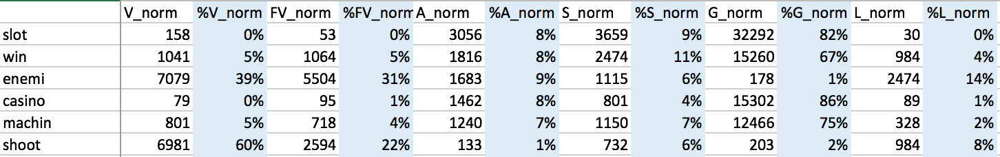 V_norm %V_norm FV_norm %FV_norm A_norm %A_norm S_norm %S_norm G_norm %G_norm L_norm %L_norm
slot 158 0% 53 0% 3056 8% 3659 9% 32292 82% 30 0%
win 1041 5% 1064 5% 1816 8% 2474 11% 15260 67% 984 4%
enemi 7079 39% 5504 31% 1683 9% 1115 6% 178 1% 2474 14%
casino 79 0% 95 1% 1462 8% 801 4% 15302 86% 89 1%
machin 801 5% 718 4% 1240 7% 1150 7% 12466 75% 328 2%
shoot 6981 60% 2594 22% 133 1% 732 6% 203 2% 984 8%